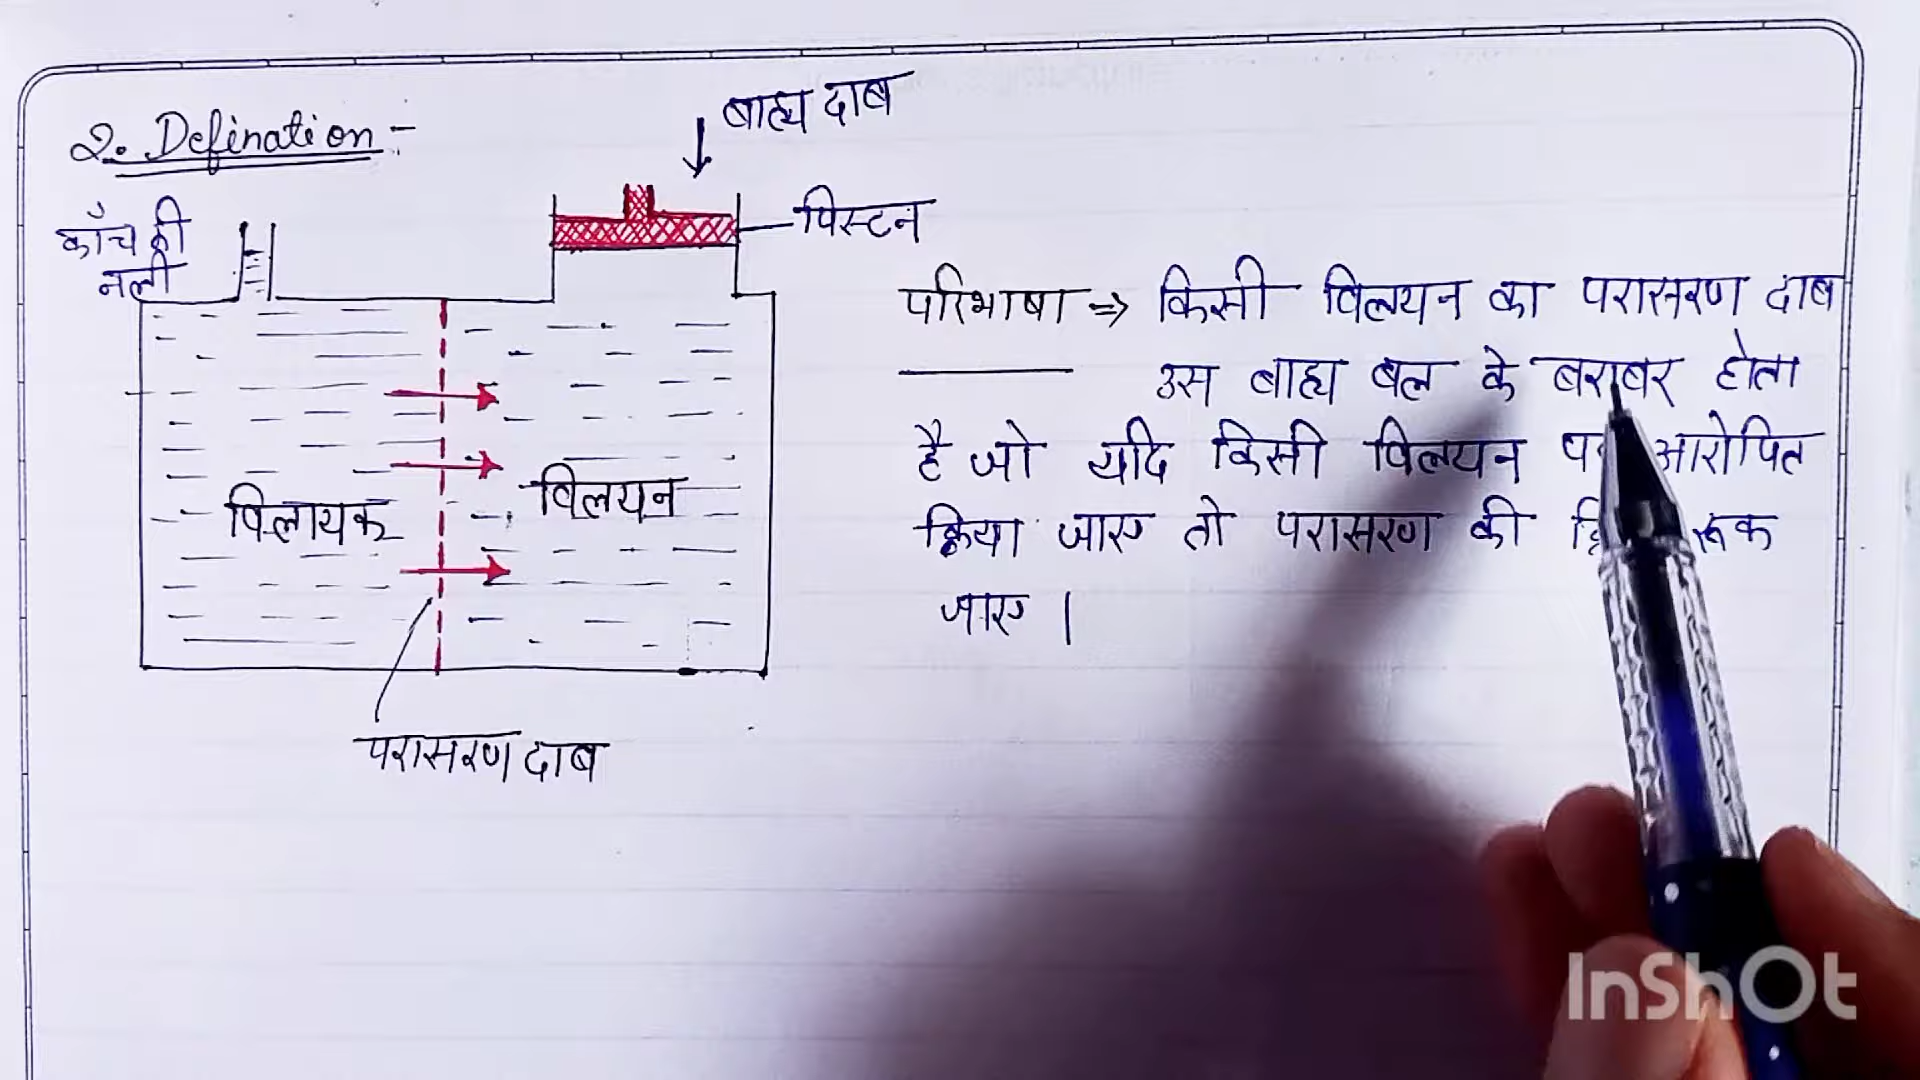 2. Defination :-
बाह्य दाब
काँच की
नली
पिस्टन
विलायक
विलयन
परासरण दाब
परिभाषा => किसी विलयन का परासरण दाब
उस बाह्य बल के बराबर होता
है जो यदि किसी विलयन आरोपित
क्रिया जाए तो परासरण की रूक
जाए |
InShOt